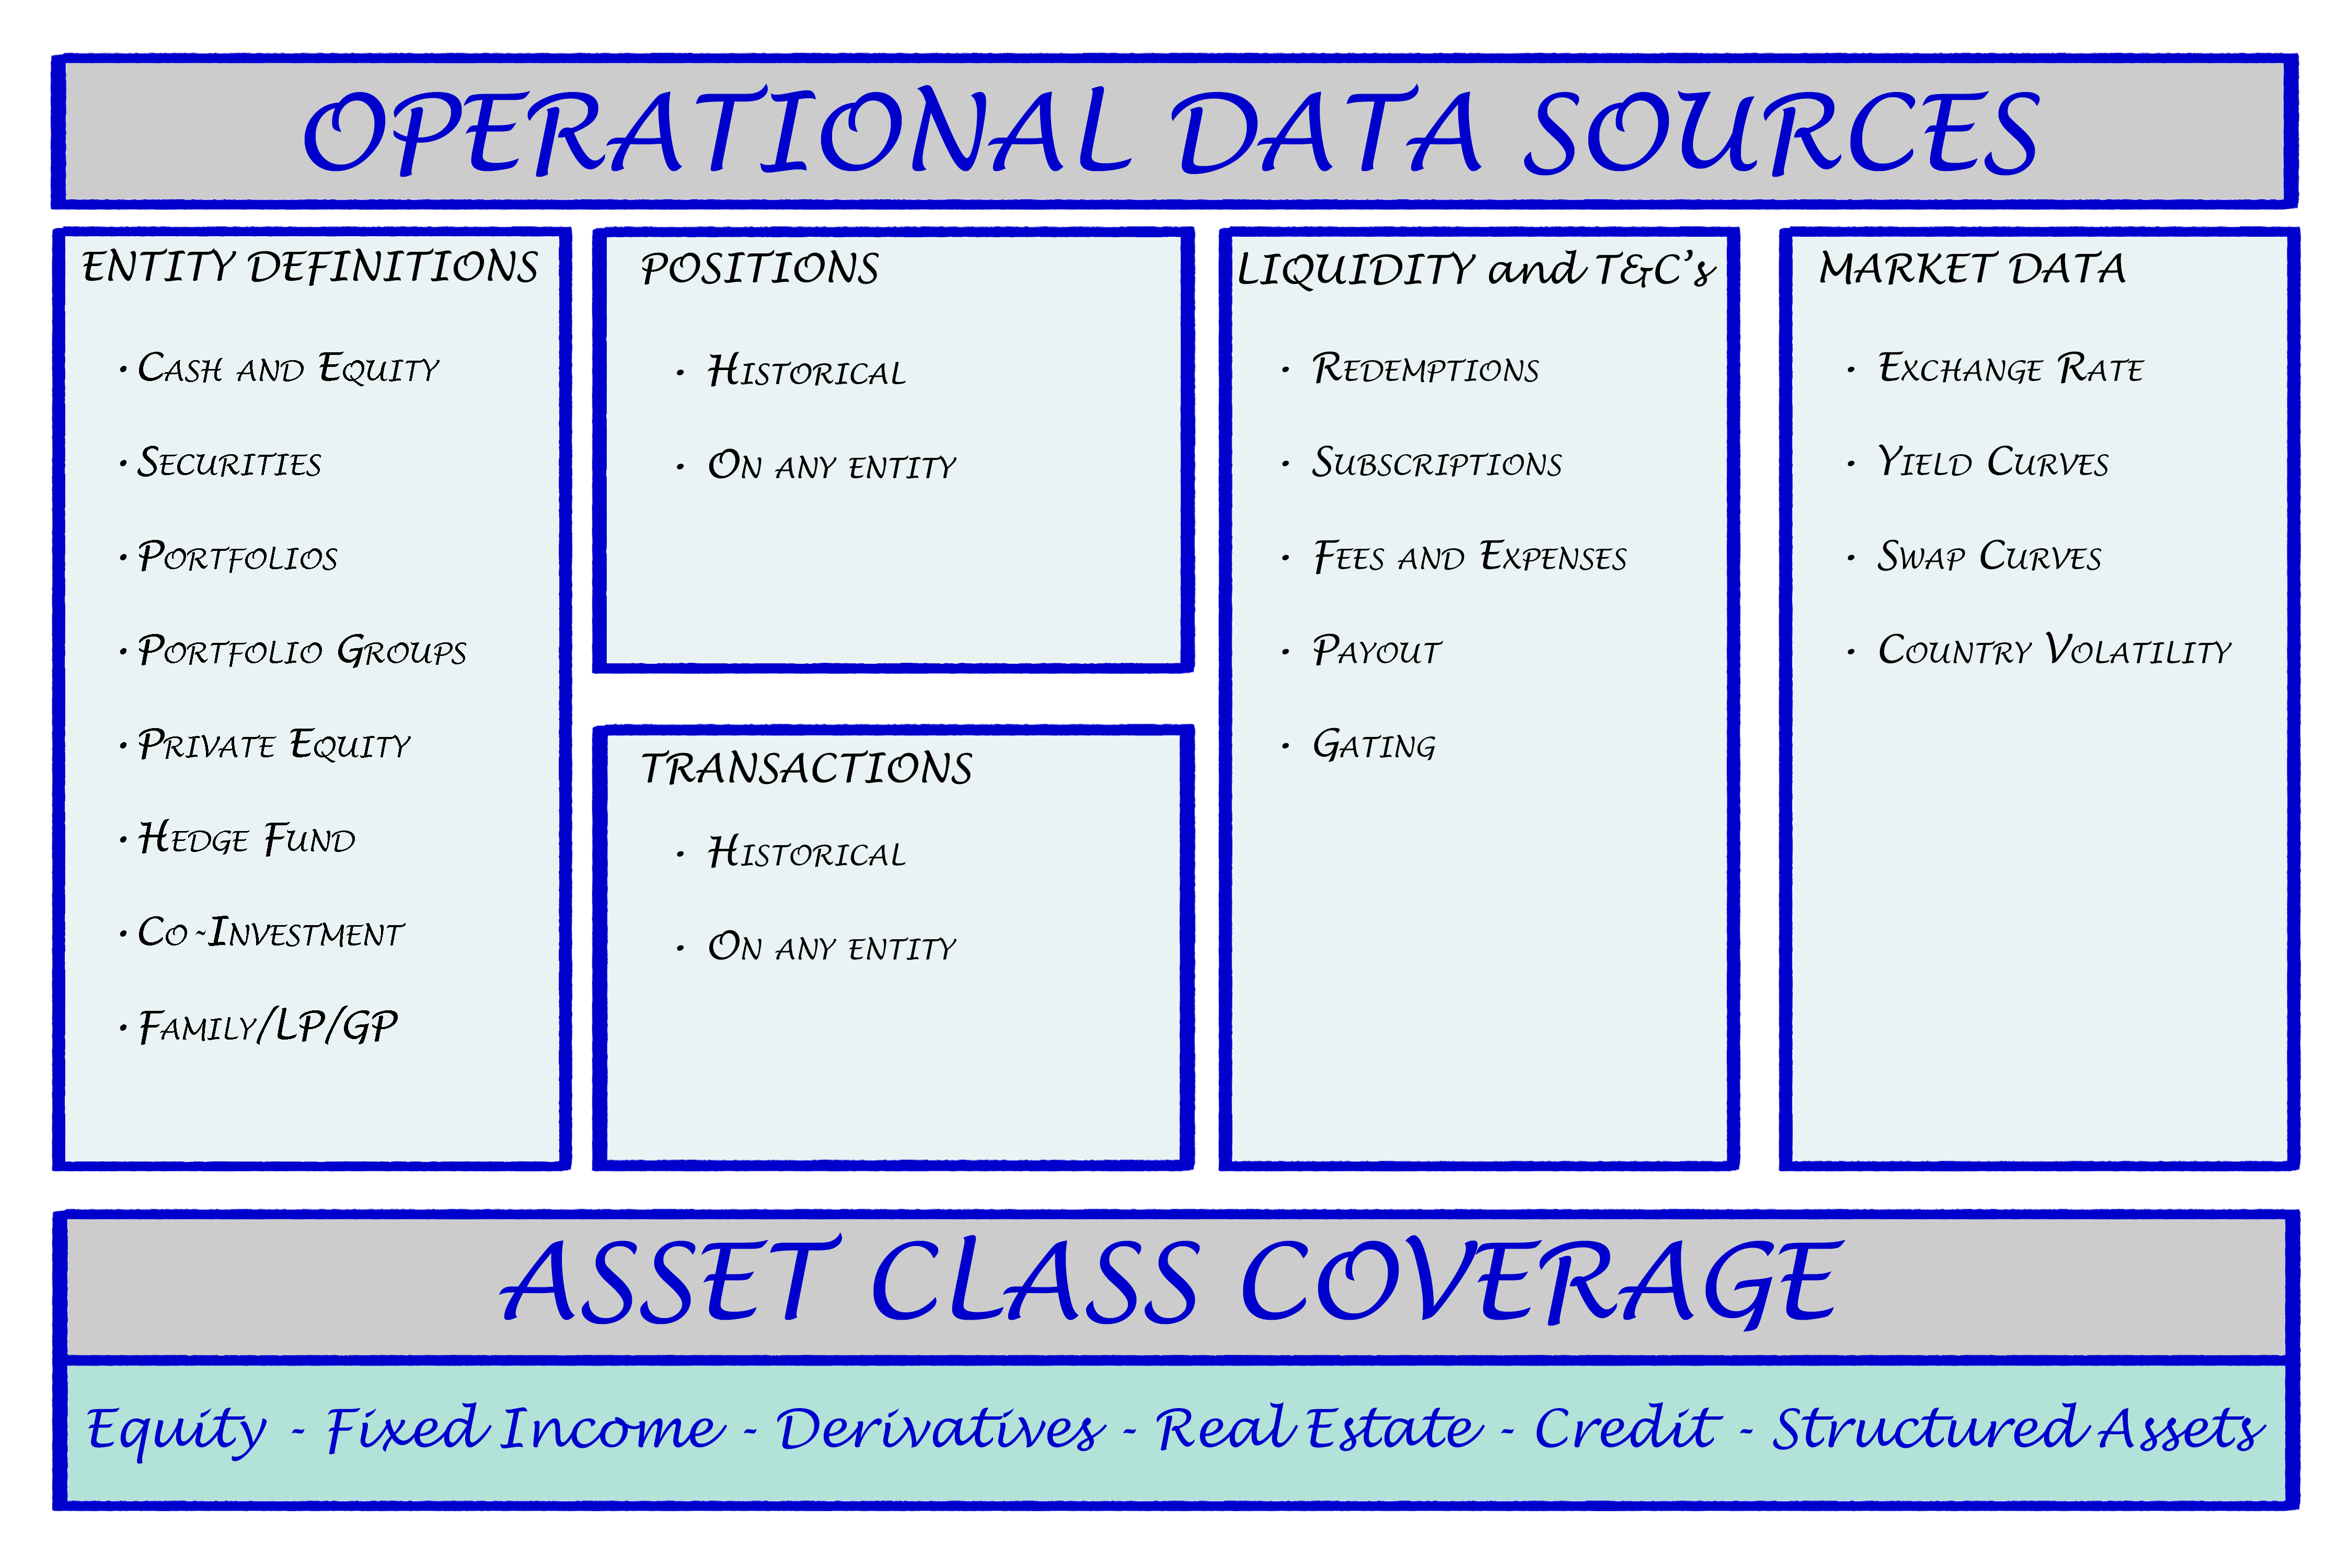 OPERATIONAL DATA SOURCES
ENTITY DEFINITIONS
• Cash and Equity
• Securities
• Portfolios
• Portfolio Groups
• Private Equity
• Hedge Fund
• Co-Investment
• Family/LP/GP
POSITIONS
• Historical
• On any entity
TRANSACTIONS
• Historical
• On any entity
LIQUIDITY and T&C's
• Redemptions
• Subscriptions
• Fees and Expenses
• Payout
• Gating
MARKET DATA
• Exchange Rate
• Yield Curves
• Swap Curves
• Country Volatility
ASSET CLASS COVERAGE
Equity - Fixed Income - Derivatives - Real Estate - Credit - Structured Assets